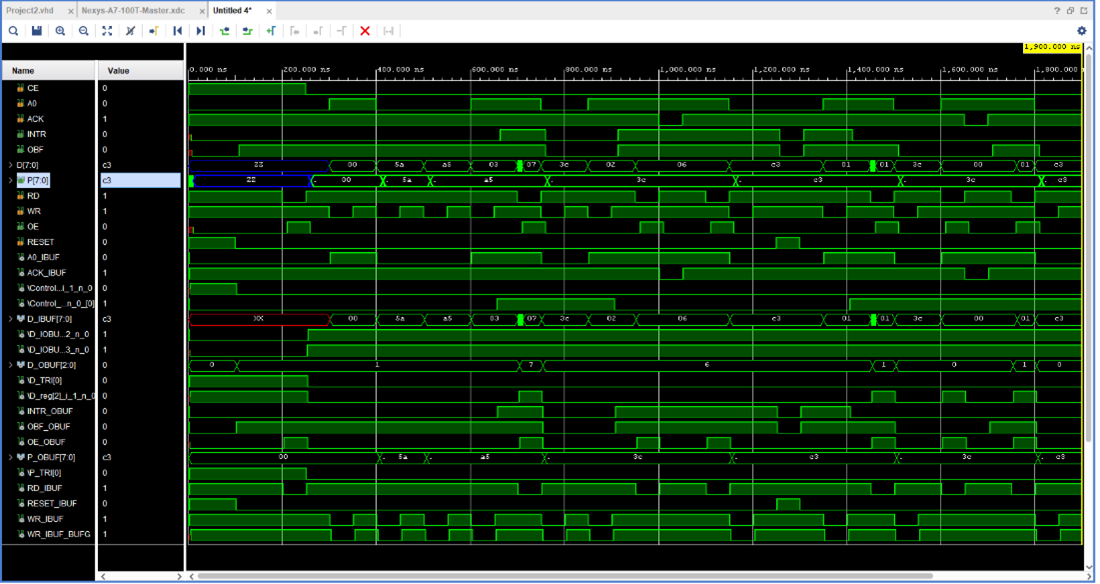 Project2.vhd × Nexys-A7-100T-Master.xdc × Untitled 4* ×
1,900.000 ns
Name Value
0.000 ns 200.000 ns 400.000 ns 600.000 ns 800.000 ns 1,000.000 ns 1,200.000 ns 1,400.000 ns 1,600.000 ns 1,800.000
CE 0
A0 0
ACK 1
INTR 0
OBF 0
D[7:0] c3 ZZ 00 5a a5 03 07 3c 02 06 c3 01 01 3c 00 01 c3
P[7:0] c3 ZZ 00 5a a5 3c c3 3c c3
RD 1
WR 1
OE 0
RESET 0
A0_IBUF 0
ACK_IBUF 1
\Control...i_1_n_0 0
\Control_...n_0_[0] 1
D_IBUF[7:0] c3 XX 00 5a a5 03 07 3c 02 06 c3 01 01 3c 00 01 c3
\D_IOBU...2_n_0 1
\D_IOBU...3_n_0 1
D_OBUF[2:0] 0 0 1 7 6 1 0 1 0
\D_TRI[0] 0
\D_reg[2]_i_1_n_0 0
INTR_OBUF 0
OBF_OBUF 0
OE_OBUF 0
P_OBUF[7:0] c3 00 5a a5 3c c3 3c c3
\P_TRI[0] 0
RD_IBUF 1
RESET_IBUF 0
WR_IBUF 1
WR_IBUF_BUFG 1